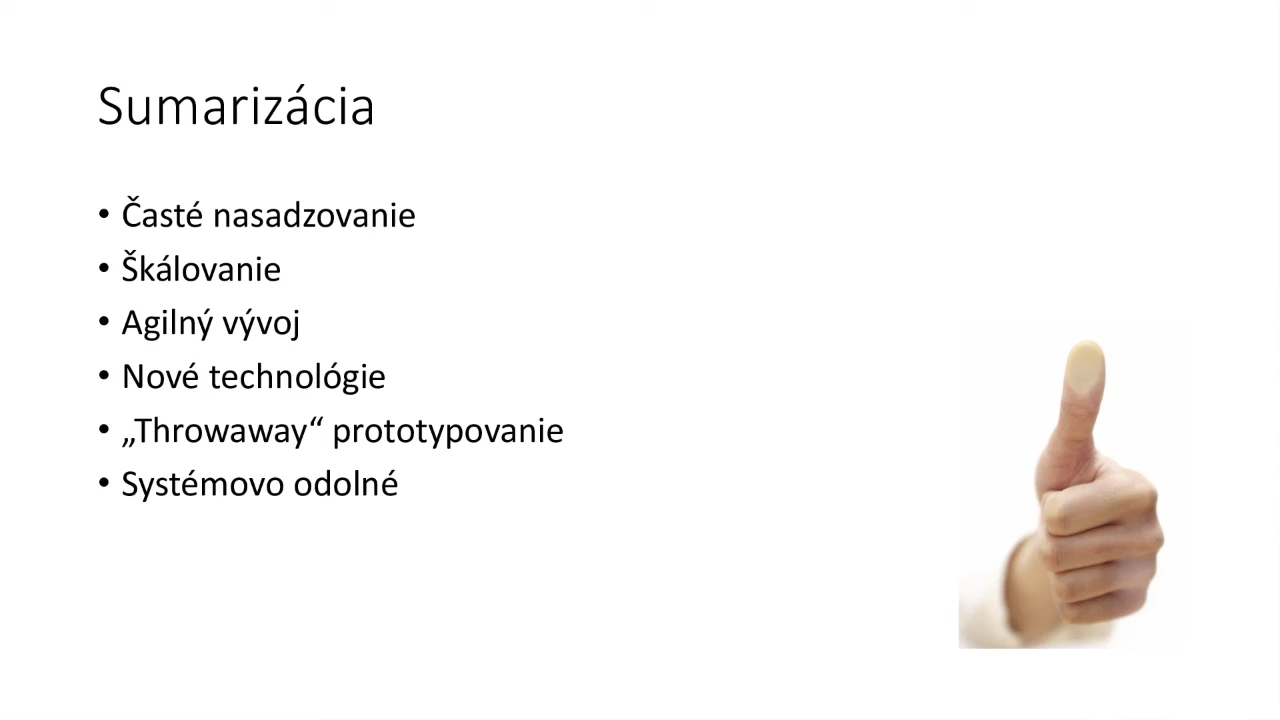 Sumarizácia
• Časté nasadzovanie
• Škálovanie
• Agilný vývoj
• Nové technológie
• „Throwaway“ prototypovanie
• Systémovo odolné